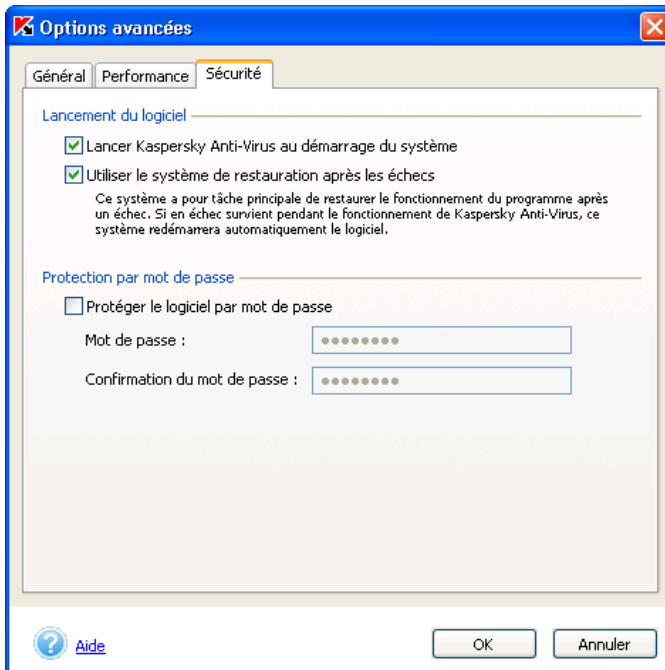 Options avancées
Général Performance Sécurité
Lancement du logiciel
Lancer Kaspersky Anti-Virus au démarrage du système
Utiliser le système de restauration après les échecs
Ce système a pour tâche principale de restaurer le fonctionnement du programme après
un échec. Si en échec survient pendant le fonctionnement de Kaspersky Anti-Virus, ce
système redémarrera automatiquement le logiciel.
Protection par mot de passe
Protéger le logiciel par mot de passe
Mot de passe : ●●●●●●●●
Confirmation du mot de passe : ●●●●●●●●
Aide OK Annuler